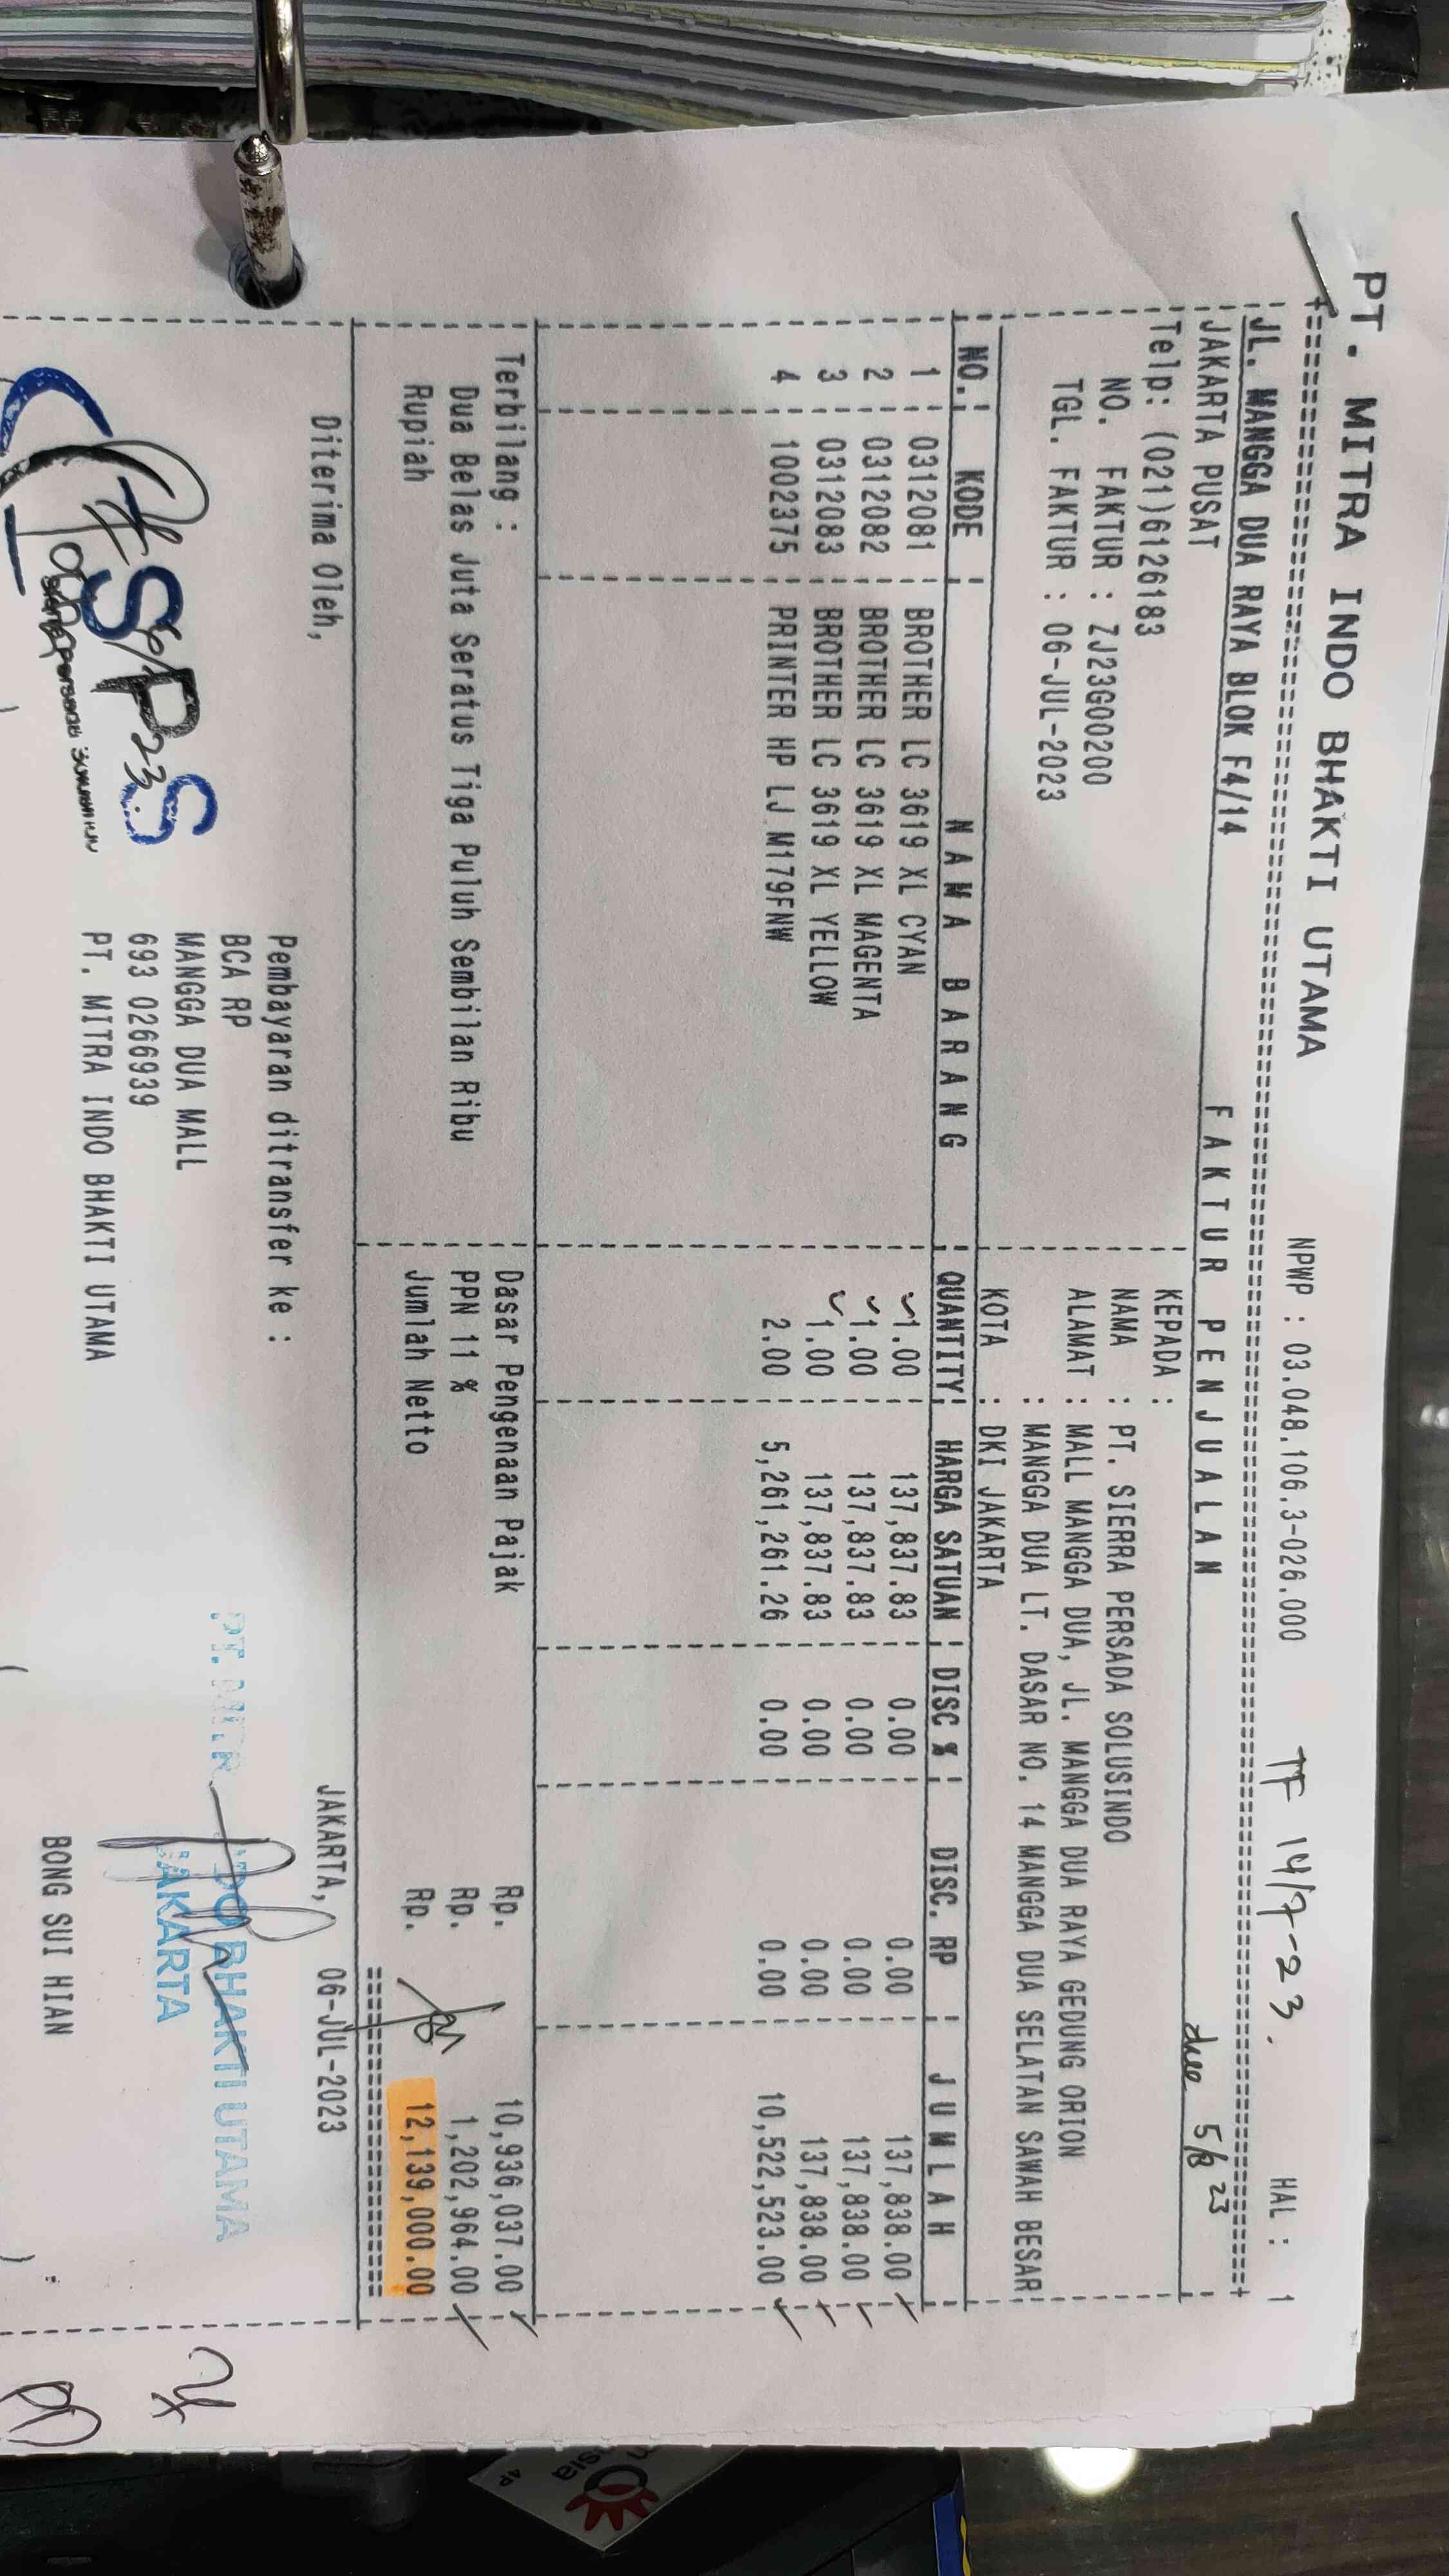 PT. MITRA INDO BHAKTI UTAMA NPWP : 03.048.106.3-026.000 TF 14/7-23. HAL : 1
JL. MANGGA DUA RAYA BLOK F4/14 F A K T U R P E N J U A L A N due 5/8 23
JAKARTA PUSAT KEPADA :
Telp: (021)6126183 NAMA : PT. SIERRA PERSADA SOLUSINDO
NO. FAKTUR : ZJ23G00200 ALAMAT : MALL MANGGA DUA, JL. MANGGA DUA RAYA GEDUNG ORION
TGL. FAKTUR : 06-JUL-2023 : MANGGA DUA LT. DASAR NO. 14 MANGGA DUA SELATAN SAWAH BESAR
KOTA : DKI JAKARTA
NO. KODE N A M A B A R A N G QUANTITY HARGA SATUAN DISC % DISC. RP J U M L A H
1 0312081 BROTHER LC 3619 XL CYAN 1.00 137,837.83 0.00 0.00 137,838.00
2 0312082 BROTHER LC 3619 XL MAGENTA 1.00 137,837.83 0.00 0.00 137,838.00
3 0312083 BROTHER LC 3619 XL YELLOW 1.00 137,837.83 0.00 0.00 137,838.00
4 1002375 PRINTER HP LJ M179FNW 2.00 5,261,261.26 0.00 0.00 10,522,523.00
Terbilang : Dasar Pengenaan Pajak Rp. 10,936,037.00
Dua Belas Juta Seratus Tiga Puluh Sembilan Ribu PPN 11 % Rp. 1,202,964.00
Rupiah Jumlah Netto Rp. 12,139,000.00
Diterima Oleh, JAKARTA, 06-JUL-2023
Pembayaran ditransfer ke :
BCA RP
MANGGA DUA MALL
693 0266939
PT. MITRA INDO BHAKTI UTAMA
SPS
PT. MITR DO BHAKTI UTAMA
JAKARTA
BONG SUI HIAN